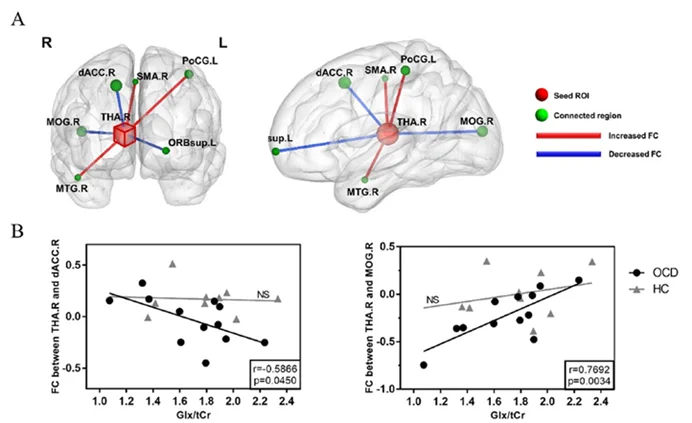 A
R
L
PoCG.L
dACC.R
SMA.R
THA.R
MOG.R
ORBsup.L
MTG.R
PoCG.L
SMA.R
dACC.R
THA.R
MOG.R
sup.L
MTG.R
Seed ROI
Connected region
Increased FC
Decreased FC
B
FC between THA.R and dACC.R
0.5
0.0
-0.5
NS
r=-0.5866
p=0.0450
1.0 1.2 1.4 1.6 1.8 2.0 2.2 2.4
Glx/tCr
FC between THA.R and MOG.R
0.5
0.0
-0.5
-1.0
NS
r=0.7692
p=0.0034
1.0 1.2 1.4 1.6 1.8 2.0 2.2 2.4
Glx/tCr
OCD
HC